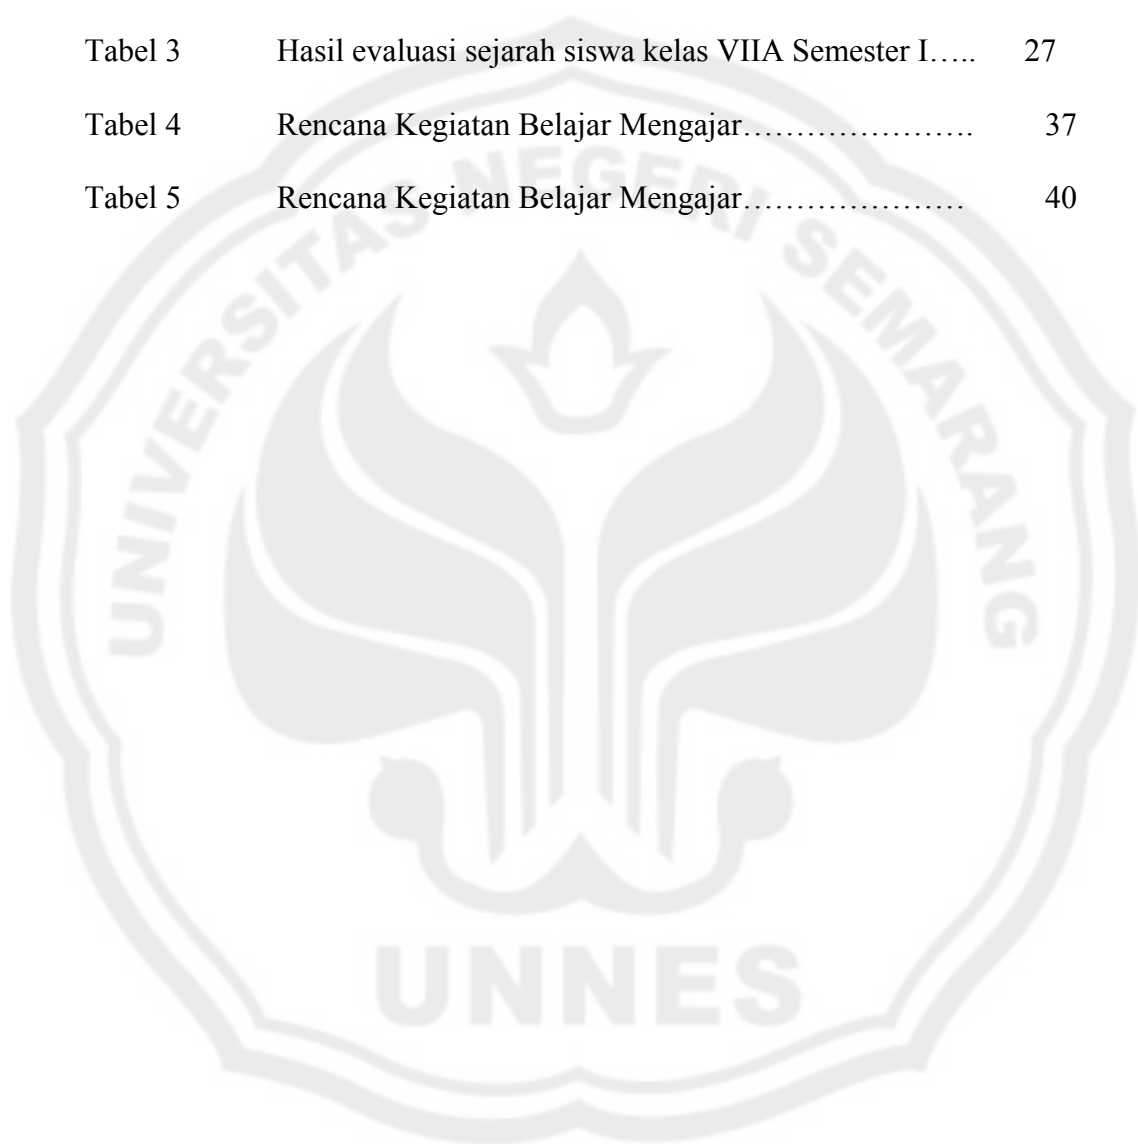 Tabel 3 Hasil evaluasi sejarah siswa kelas VIIA Semester I….. 27
Tabel 4 Rencana Kegiatan Belajar Mengajar…………………. 37
Tabel 5 Rencana Kegiatan Belajar Mengajar………………… 40
UNIVERSITAS NEGERI SEMARANG
UNNES